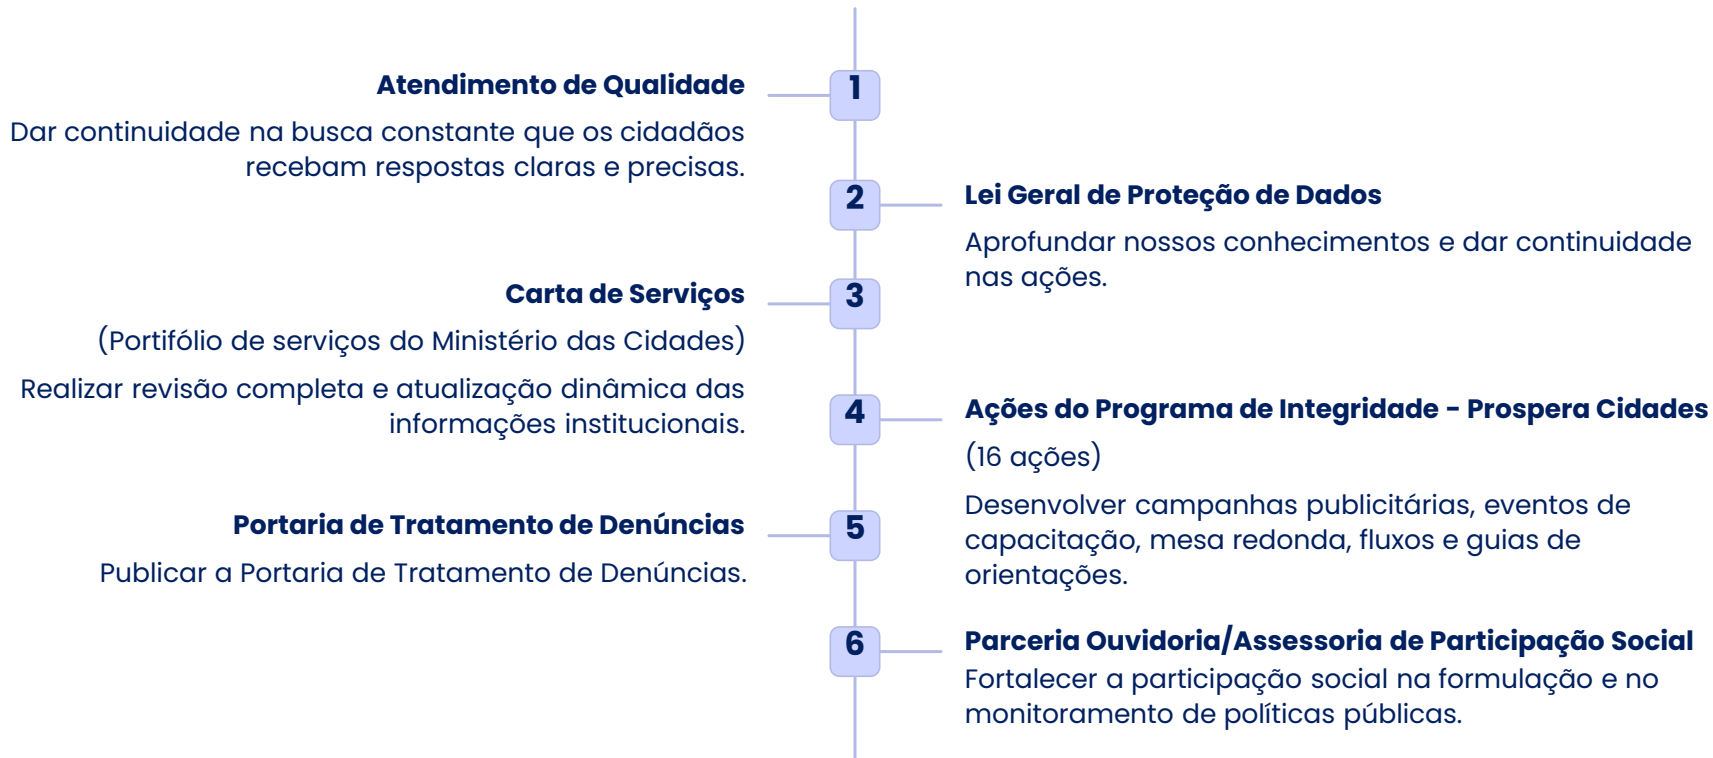 1
Atendimento de Qualidade
Dar continuidade na busca constante que os cidadãos
recebam respostas claras e precisas.
2
Lei Geral de Proteção de Dados
Aprofundar nossos conhecimentos e dar continuidade
nas ações.
3
Carta de Serviços
(Portifólio de serviços do Ministério das Cidades)
Realizar revisão completa e atualização dinâmica das
informações institucionais.
4
Ações do Programa de Integridade - Prospera Cidades
(16 ações)
Desenvolver campanhas publicitárias, eventos de
capacitação, mesa redonda, fluxos e guias de
orientações.
5
Portaria de Tratamento de Denúncias
Publicar a Portaria de Tratamento de Denúncias.
6
Parceria Ouvidoria/Assessoria de Participação Social
Fortalecer a participação social na formulação e no
monitoramento de políticas públicas.